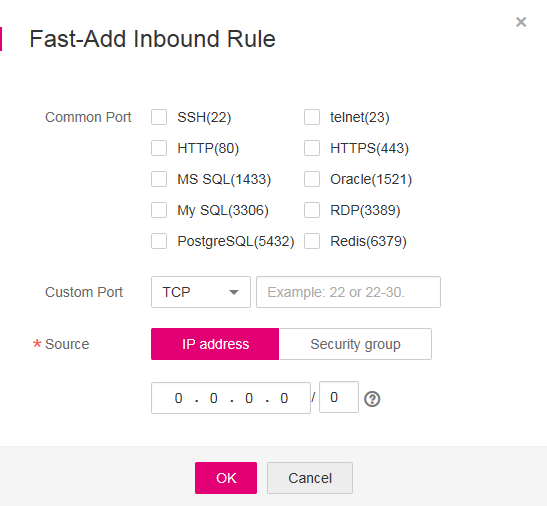 ×
Fast-Add Inbound Rule
Common Port SSH(22) telnet(23)
HTTP(80) HTTPS(443)
MS SQL(1433) Oracle(1521)
My SQL(3306) RDP(3389)
PostgreSQL(5432) Redis(6379)
Custom Port TCP Example: 22 or 22-30.
* Source IP address Security group
0 . 0 . 0 . 0 / 0 ?
OK Cancel